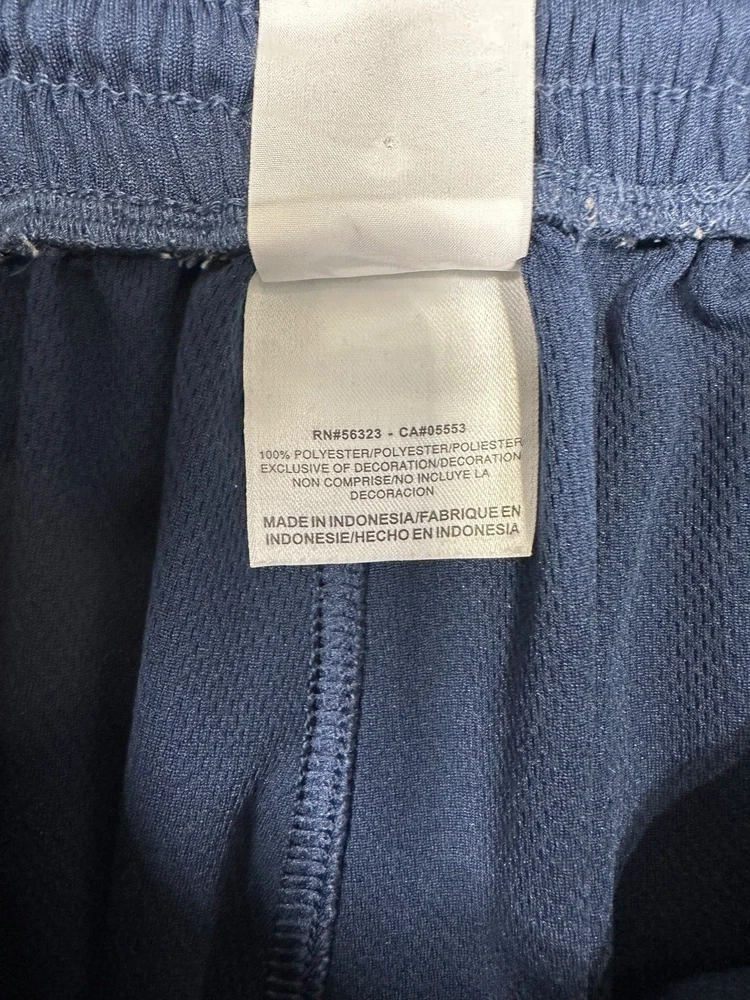 RN#56323 - CA#05553
100% POLYESTER/POLYESTER/POLIESTER
EXCLUSIVE OF DECORATION/DECORATION
NON COMPRISE/NO INCLUYE LA
DECORACION
MADE IN INDONESIA/FABRIQUE EN
INDONESIE/HECHO EN INDONESIA